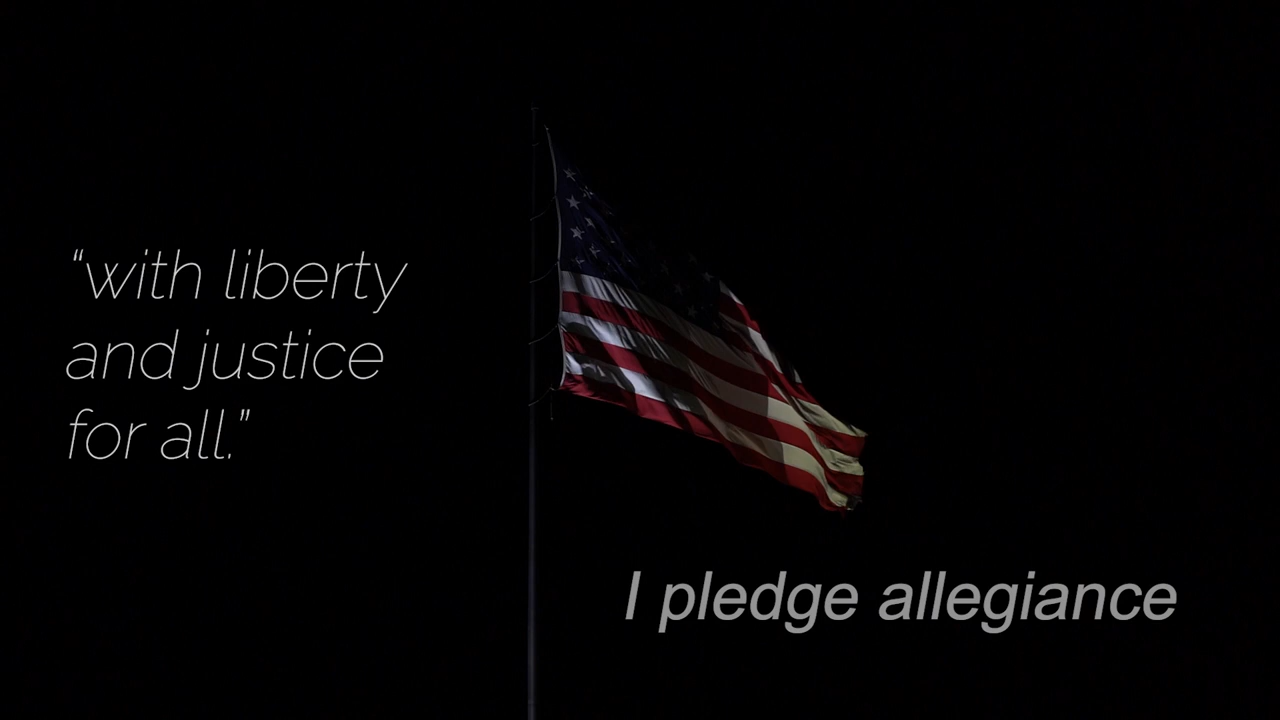 “with liberty
and justice
for all.”
I pledge allegiance